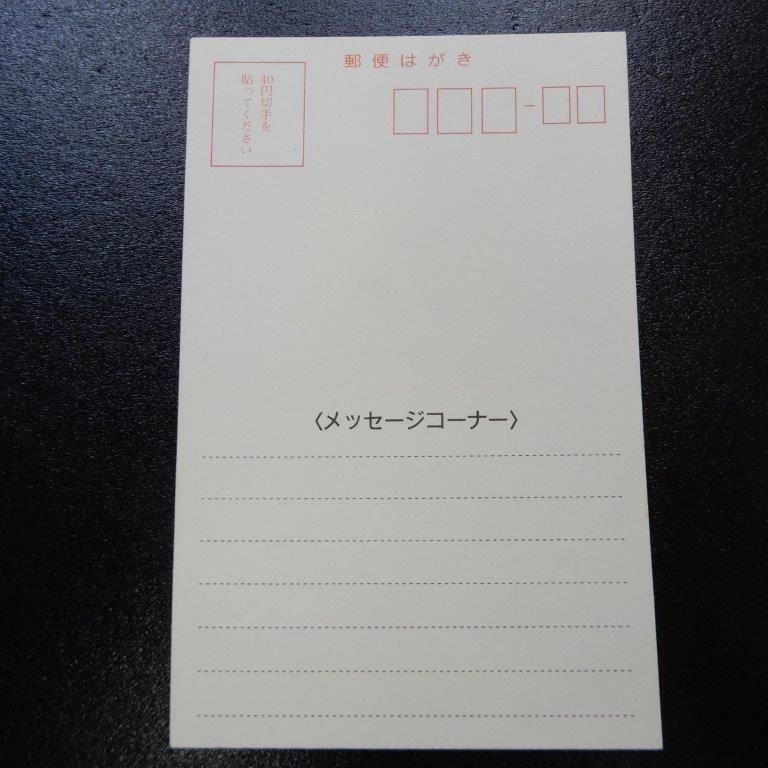 郵便はがき
40円切手を
貼ってください
〈メッセージコーナー〉